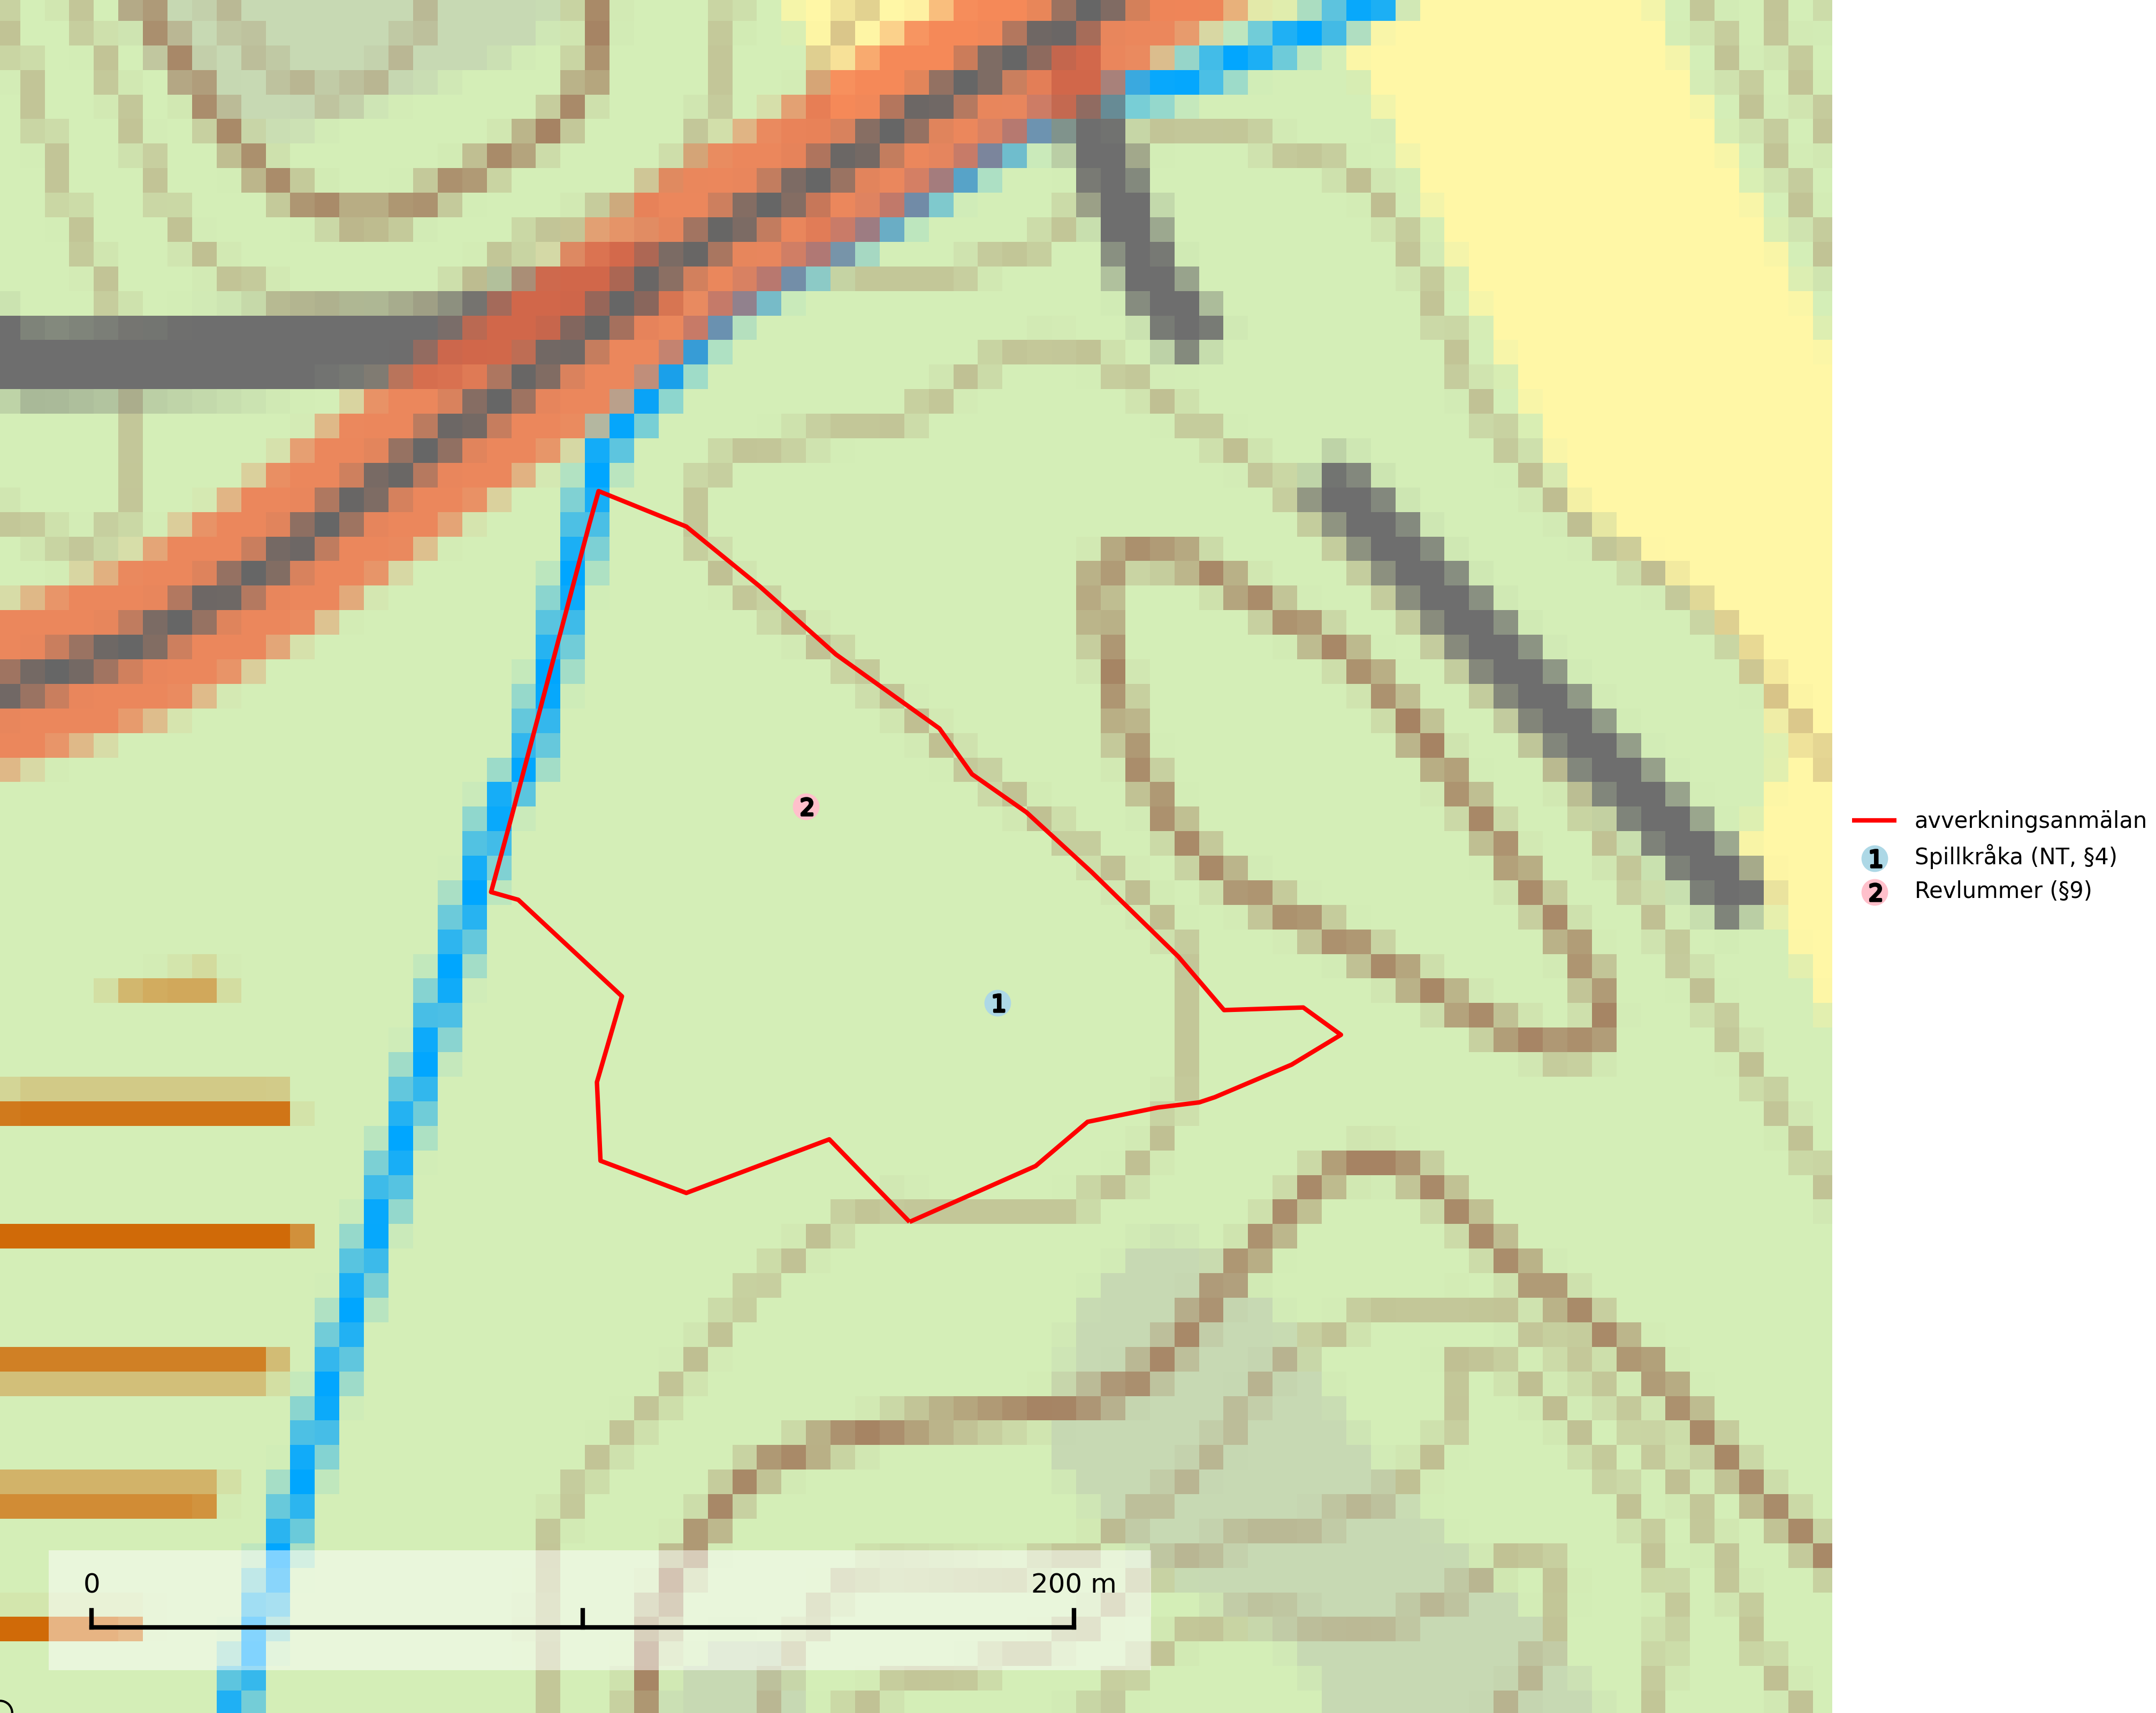 2
1
avverkningsanmälan
1 Spillkråka (NT, §4)
2 Revlummer (§9)
0 200 m